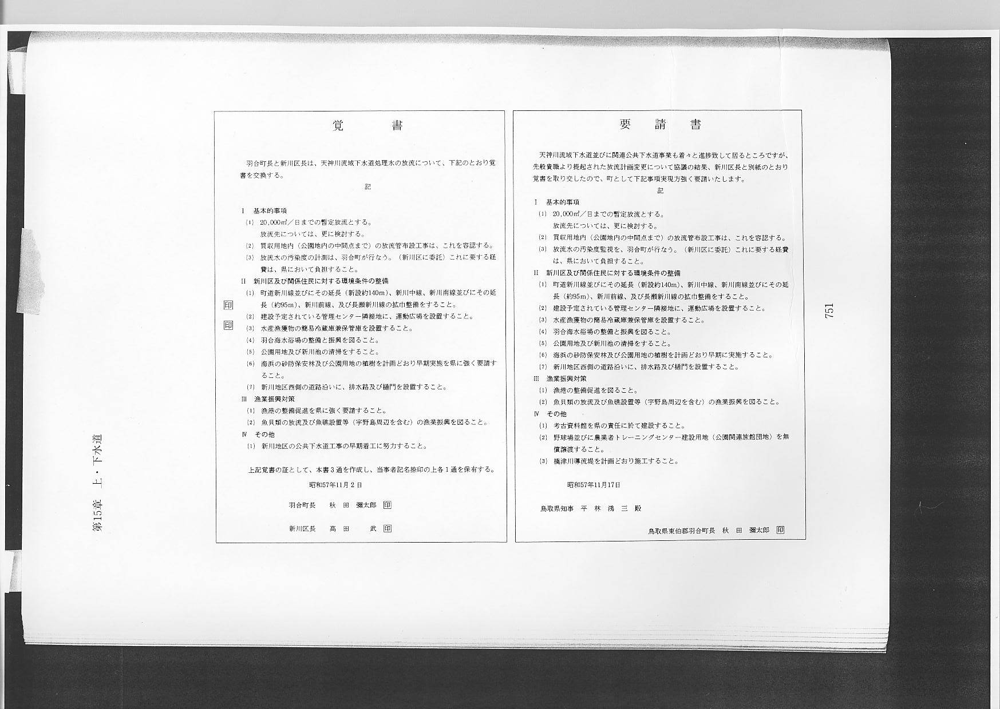 覚 書
羽合町長と新川区長は、天神川流域下水道処理水の放流について、下記のとおり覚
書を交換する。
記
I 基本的事項
(1) 20,000㎥/日までの暫定放流とする。
放流先については、更に検討する。
(2) 買収用地内(公園地内の中間点まで)の放流管布設工事は、これを容認する。
(3) 放流水の汚染度の計測は、羽合町が行なう。(新川区に委託)これに要する経
費は、県において負担すること。
II 新川区及び関係住民に対する環境条件の整備
(1) 町道新川線並びにその延長(新設約140m)、新川中線、新川南線並びにその延
長(約95m)、新川前線、及び長瀬新川線の拡巾整備をすること。
(2) 建設予定されている管理センター隣接地に、運動広場を設置すること。
(3) 水産漁獲物の簡易冷蔵庫兼保管庫を設置すること。
(4) 羽合海水浴場の整備と振興を図ること。
(5) 公園用地及び新川池の清掃をすること。
(6) 海浜の砂防保安林及び公園用地の植樹を計画どおり早期実施を県に強く要請す
ること。
(7) 新川地区西側の道路沿いに、排水路及び樋門を設置すること。
III 漁業振興対策
(1) 漁港の整備促進を県に強く要請すること。
(2) 魚貝類の放流及び魚礁設置等(宇野島周辺を含む)の漁業振興を図ること。
IV その他
(1) 新川地区の公共下水道工事の早期着工に努力すること。
上記覚書の証として、本書3通を作成し、当事者記名捺印の上各1通を保有する。
昭和57年11月2日
羽合町長 秋 田 彌太郎 印
新川区長 高 田 武 印
印
印
要 請 書
天神川流域下水道並びに関連公共下水道事業も着々と進捗致して居るところですが、
先般貴職より提起された放流計画変更について協議の結果、新川区長と別紙のとおり
覚書を取り交したので、町として下記事項実現方強く要請いたします。
記
I 基本的事項
(1) 20,000㎥/日までの暫定放流とする。
放流先については、更に検討する。
(2) 買収用地内(公園地内の中間点まで)の放流管布設工事は、これを容認する。
(3) 放流水の汚染度監視を、羽合町が行なう。(新川区に委託)これに要する経費
は、県において負担すること。
II 新川区及び関係住民に対する環境条件の整備
(1) 町道新川線並びにその延長(新設約140m)、新川中線、新川南線並びにその延
長(約95m)、新川前線、及び長瀬新川線の拡巾整備をすること。
(2) 建設予定されている管理センター隣接地に、運動広場を設置すること。
(3) 水産漁獲物の簡易冷蔵庫兼保管庫を設置すること。
(4) 羽合海水浴場の整備と振興を図ること。
(5) 公園用地及び新川池の清掃をすること。
(6) 海浜の砂防保安林及び公園用地の植樹を計画どおり早期に実施すること。
(7) 新川地区西側の道路沿いに、排水路及び樋門を設置すること。
III 漁業振興対策
(1) 漁港の整備促進を図ること。
(2) 魚貝類の放流及び魚礁設置等(宇野島周辺を含む)の漁業振興を図ること。
IV その他
(1) 考古資料館を県の責任に於て建設すること。
(2) 野球場並びに農業者トレーニングセンター建設用地(公園関連旅館団地)を無
償譲渡すること。
(3) 橋津川導流堤を計画どおり施工すること。
昭和57年11月17日
鳥取県知事 平 林 鴻 三 殿
鳥取県東伯郡羽合町長 秋 田 彌太郎 印
第15章 上・下水道
751